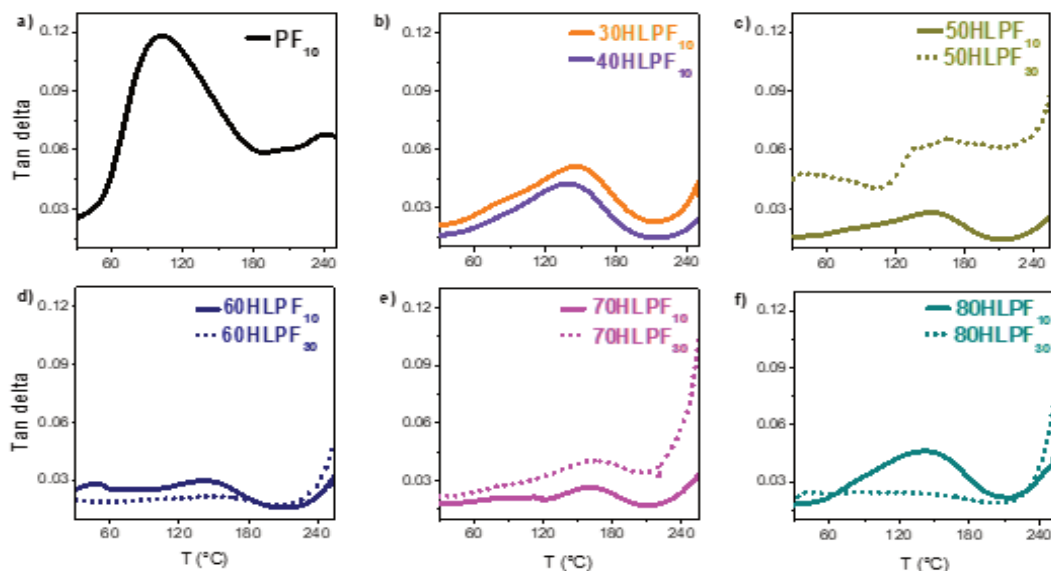 a)
PF10
0.12
0.09
0.06
0.03
60 120 180 240
Tan delta
b)
30HLPF10
40HLPF10
0.12
0.09
0.06
0.03
60 120 180 240
c)
50HLPF10
50HLPF30
0.12
0.09
0.06
0.03
60 120 180 240
d)
60HLPF10
60HLPF30
0.12
0.09
0.06
0.03
60 120 180 240
Tan delta
T (°C)
e)
70HLPF10
70HLPF30
0.12
0.09
0.06
0.03
60 120 180 240
T (°C)
f)
80HLPF10
80HLPF30
0.12
0.09
0.06
0.03
60 120 180 240
T (°C)